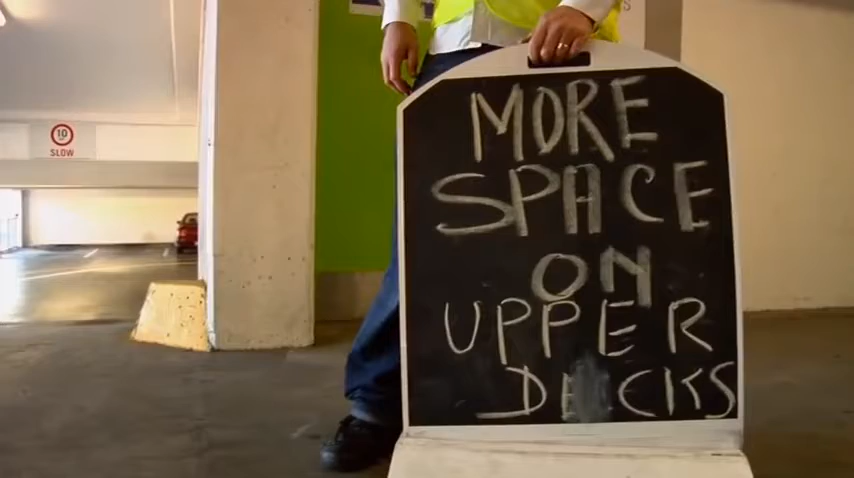 10
SLOW
MORE
SPACE
ON
UPPER
DECKS